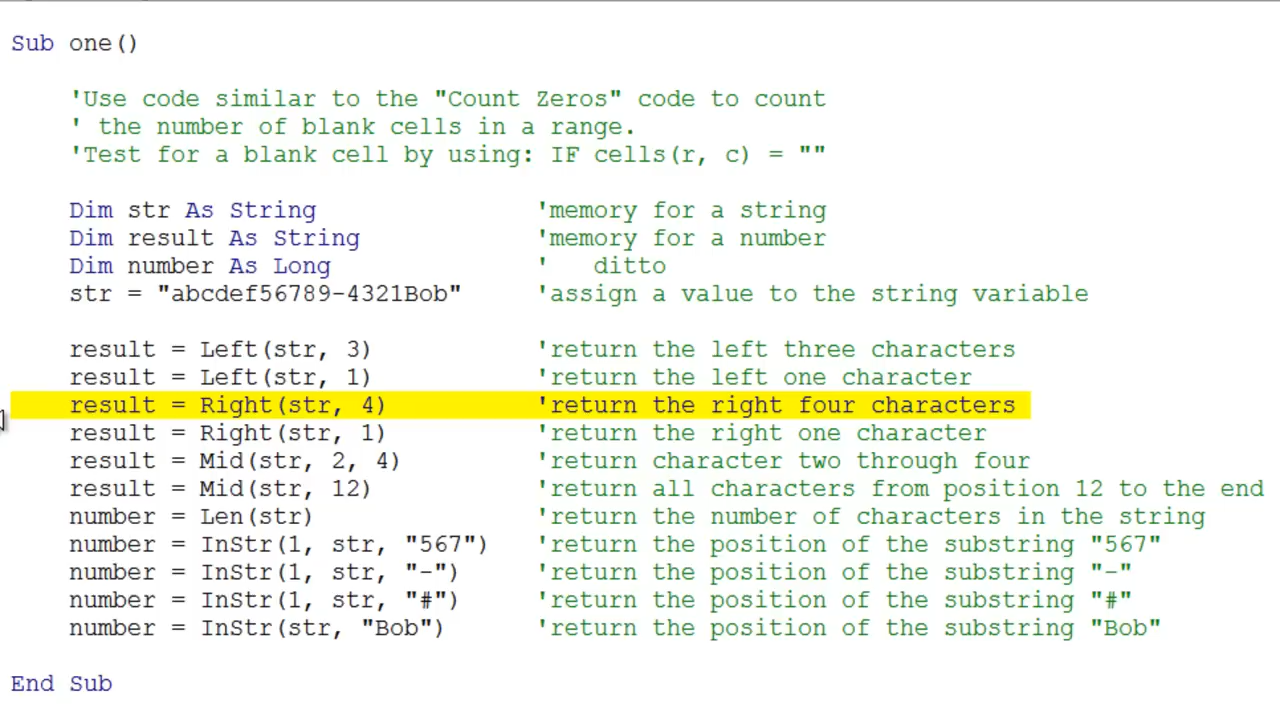 Sub one()
'Use code similar to the "Count Zeros" code to count
' the number of blank cells in a range.
'Test for a blank cell by using: IF cells(r, c) = ""
Dim str As String 'memory for a string
Dim result As String 'memory for a number
Dim number As Long ' ditto
str = "abcdef56789-4321Bob" 'assign a value to the string variable
result = Left(str, 3) 'return the left three characters
result = Left(str, 1) 'return the left one character
result = Right(str, 4) 'return the right four characters
result = Right(str, 1) 'return the right one character
result = Mid(str, 2, 4) 'return character two through four
result = Mid(str, 12) 'return all characters from position 12 to the end
number = Len(str) 'return the number of characters in the string
number = InStr(1, str, "567") 'return the position of the substring "567"
number = InStr(1, str, "-") 'return the position of the substring "-"
number = InStr(1, str, "#") 'return the position of the substring "#"
number = InStr(str, "Bob") 'return the position of the substring "Bob"
End Sub